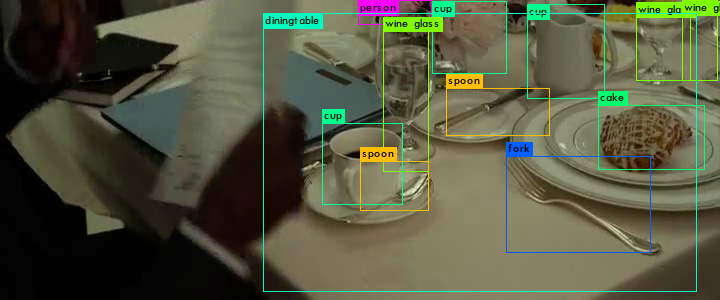 person
cup
cup
wine gla
wine g
diningtable
wine glass
spoon
cake
cup
fork
spoon